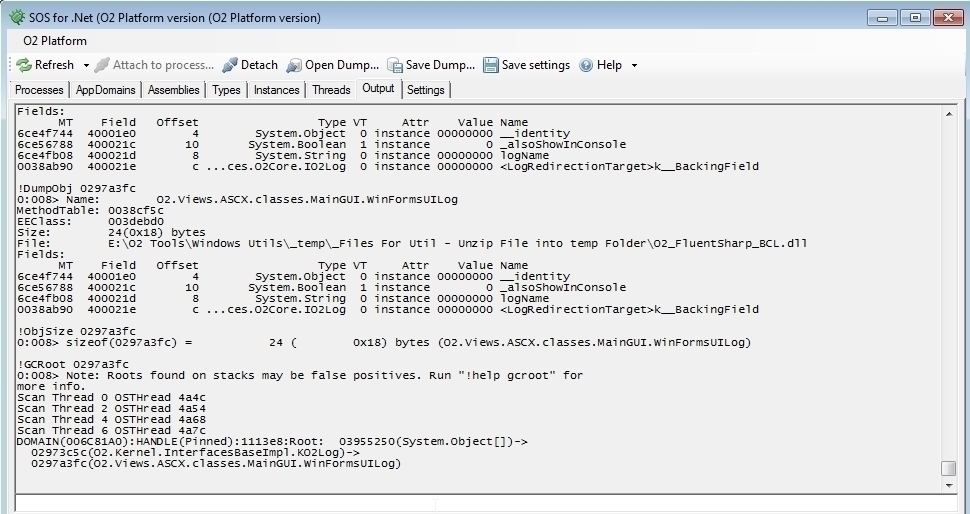 SOS for .Net (O2 Platform version (O2 Platform version)
O2 Platform
Refresh Attach to process... Detach Open Dump... Save Dump... Save settings Help
Processes AppDomains Assemblies Types Instances Threads Output Settings
Fields:
MT Field Offset Type VT Attr Value Name
6ce4f744 40001e0 4 System.Object 0 instance 00000000 __identity
6ce56788 400021c 10 System.Boolean 1 instance 0 _alsoShowInConsole
6ce4fb08 400021d 8 System.String 0 instance 00000000 logName
0038ab90 400021e c ...ces.O2Core.IO2Log 0 instance 00000000 <LogRedirectionTarget>k__BackingField
!DumpObj 0297a3fc
0:008> Name: O2.Views.ASCX.classes.MainGUI.WinFormsUILog
MethodTable: 0038cf5c
EEClass: 003debd0
Size: 24(0x18) bytes
File: E:\O2 Tools\Windows Utils\_temp\_Files For Util - Unzip File into temp Folder\O2_FluentSharp_BCL.dll
Fields:
MT Field Offset Type VT Attr Value Name
6ce4f744 40001e0 4 System.Object 0 instance 00000000 __identity
6ce56788 400021c 10 System.Boolean 1 instance 0 _alsoShowInConsole
6ce4fb08 400021d 8 System.String 0 instance 00000000 logName
0038ab90 400021e c ...ces.O2Core.IO2Log 0 instance 00000000 <LogRedirectionTarget>k__BackingField
!ObjSize 0297a3fc
0:008> sizeof(0297a3fc) = 24 ( 0x18) bytes (O2.Views.ASCX.classes.MainGUI.WinFormsUILog)
!GCRoot 0297a3fc
0:008> Note: Roots found on stacks may be false positives. Run "!help gcroot" for
more info.
Scan Thread 0 OSTHread 4a4c
Scan Thread 2 OSTHread 4a54
Scan Thread 4 OSTHread 4a68
Scan Thread 6 OSTHread 4a7c
DOMAIN(006C81A0):HANDLE(Pinned):1113e8:Root: 03955250(System.Object[])->
02973c5c(O2.Kernel.InterfacesBaseImpl.KO2Log)->
0297a3fc(O2.Views.ASCX.classes.MainGUI.WinFormsUILog)